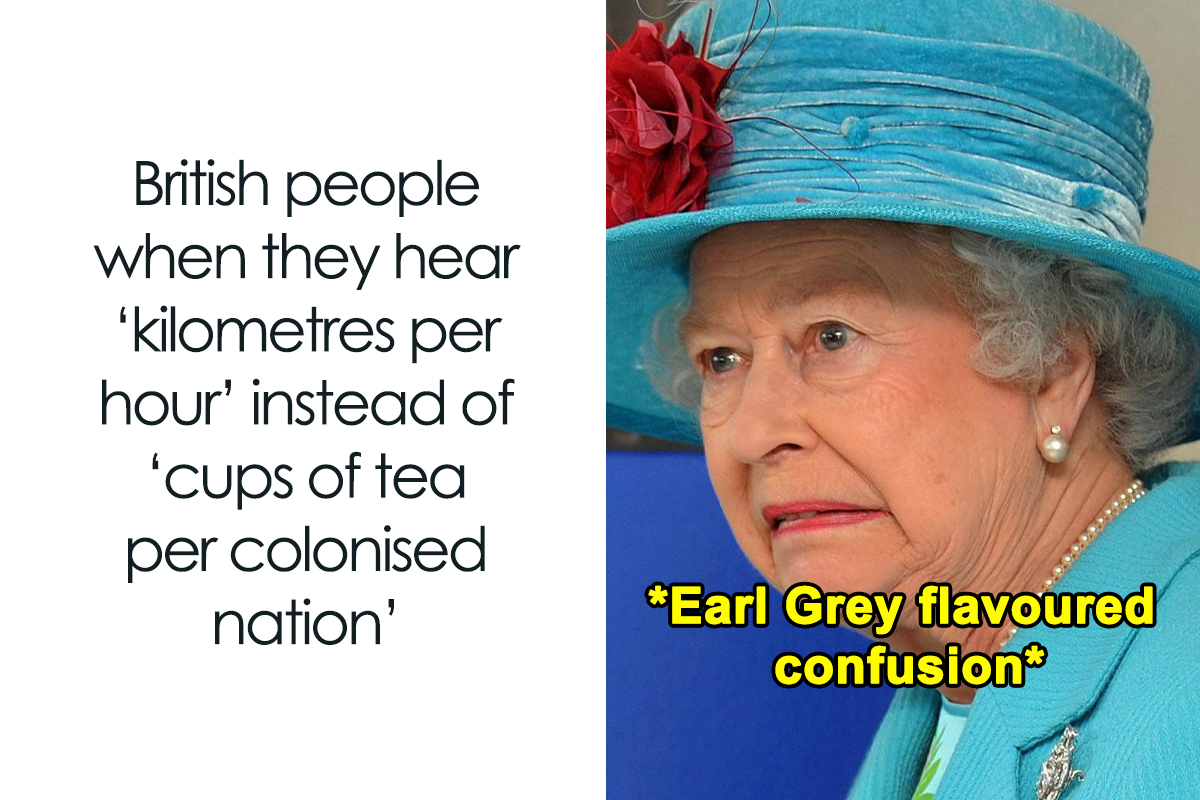 British people
when they hear
‘kilometres per
hour’ instead of
‘cups of tea
per colonised
nation’
*Earl Grey flavoured
confusion*